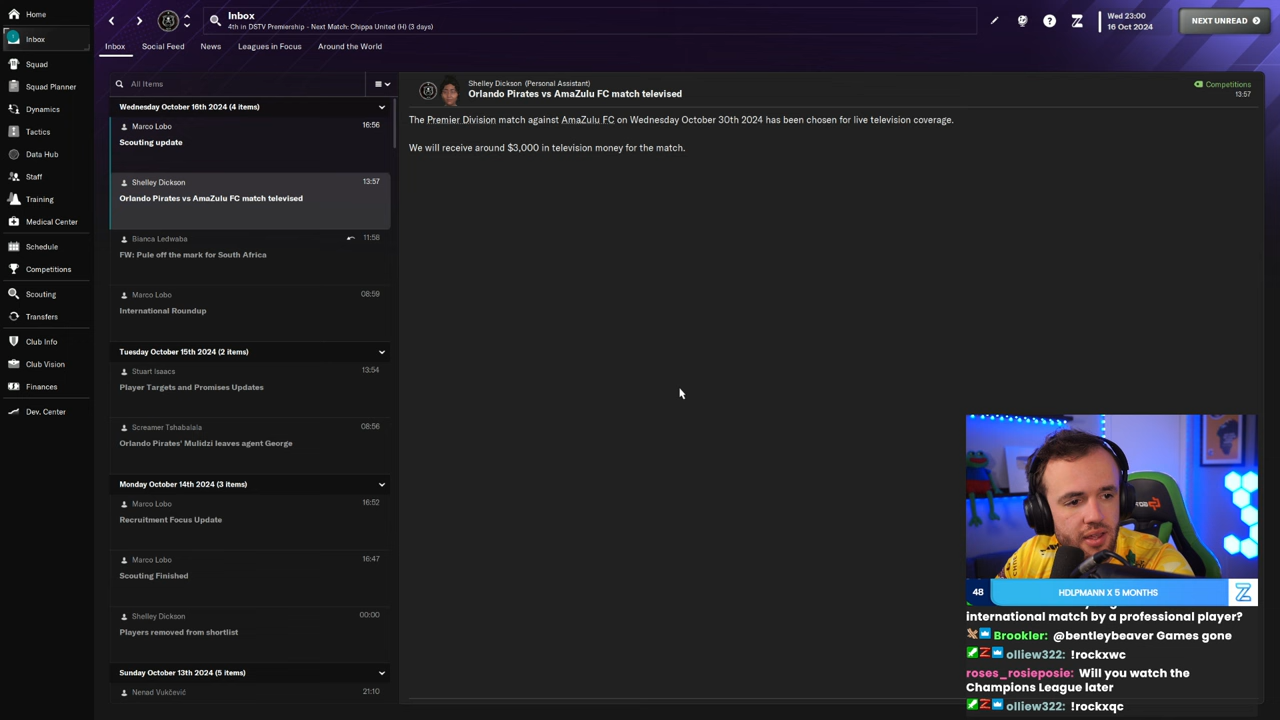 Home
Inbox
Squad
Squad Planner
Dynamics
Tactics
Data Hub
Staff
Training
Medical Center
Schedule
Competitions
Scouting
Transfers
Club Info
Club Vision
Finances
Dev. Center
Inbox
4th in DSTV Premiership - Next Match: Chippa United (H) (3 days)
Wed 23:00
16 Oct 2024
NEXT UNREAD
Inbox Social Feed News Leagues in Focus Around the World
All Items
Wednesday October 16th 2024 (4 items)
Marco Lobo 16:56
Scouting update
Shelley Dickson 13:57
Orlando Pirates vs AmaZulu FC match televised
Bianca Ledwaba 11:58
FW: Pule off the mark for South Africa
Marco Lobo 08:59
International Roundup
Tuesday October 15th 2024 (2 items)
Stuart Isaacs 13:54
Player Targets and Promises Updates
Screamer Tshabalala 08:56
Orlando Pirates' Mulidzi leaves agent George
Monday October 14th 2024 (3 items)
Marco Lobo 16:52
Recruitment Focus Update
Marco Lobo 16:47
Scouting Finished
Shelley Dickson 00:00
Players removed from shortlist
Sunday October 13th 2024 (5 items)
Nenad Vukčević 21:10
Shelley Dickson (Personal Assistant)
Orlando Pirates vs AmaZulu FC match televised
Competitions
13:57
The Premier Division match against AmaZulu FC on Wednesday October 30th 2024 has been chosen for live television coverage.
We will receive around $3,000 in television money for the match.
48 HDLPMANN X 5 MONTHS
international match by a professional player?
Brookler: @bentleybeaver Games gone
olliew322: !rockxwc
roses_rosieposie: Will you watch the
Champions League later
olliew322: !rockxqc